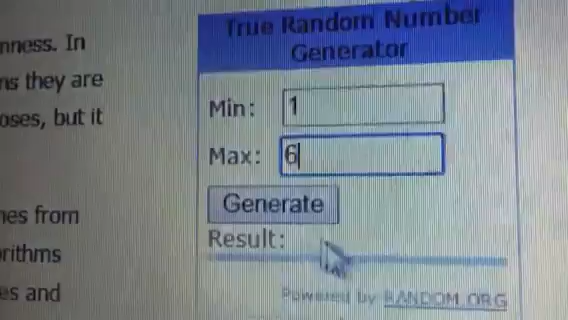 nness. In
ns they are
oses, but it
nes from
rithms
es and
True Random Number
Generator
Min: 1
Max: 6
Generate
Result:
Powered by RANDOM.ORG